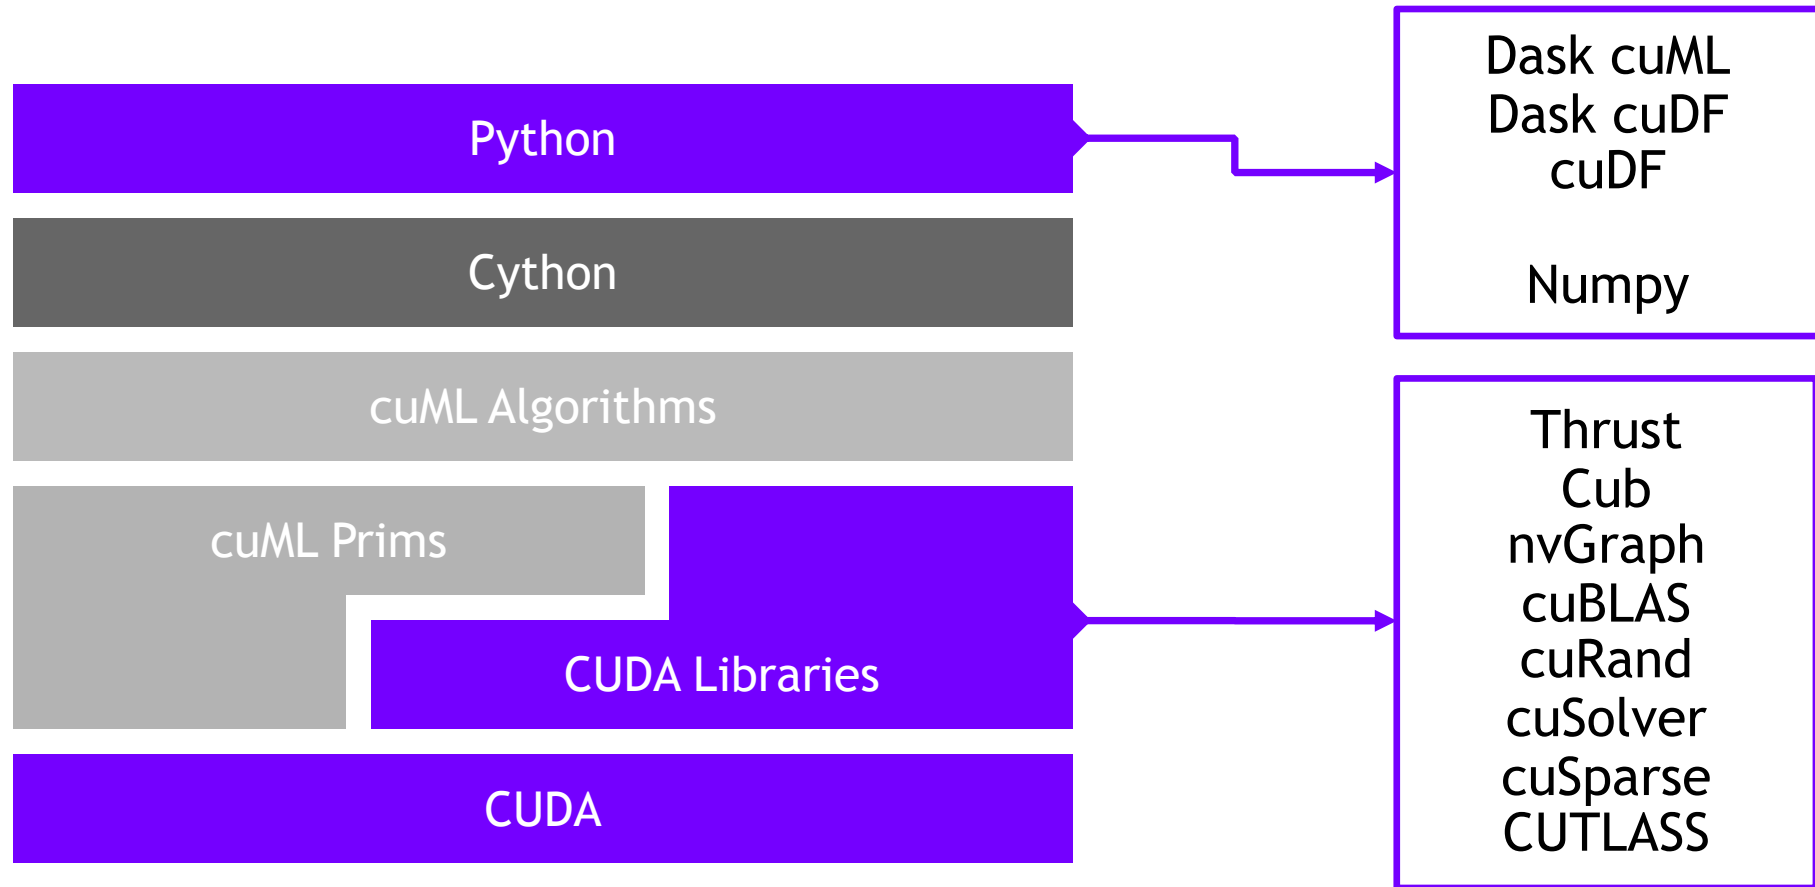 Python
Cython
cuML Algorithms
cuML Prims
CUDA Libraries
CUDA
Dask cuML
Dask cuDF
cuDF
Numpy
Thrust
Cub
nvGraph
cuBLAS
cuRand
cuSolver
cuSparse
CUTLASS